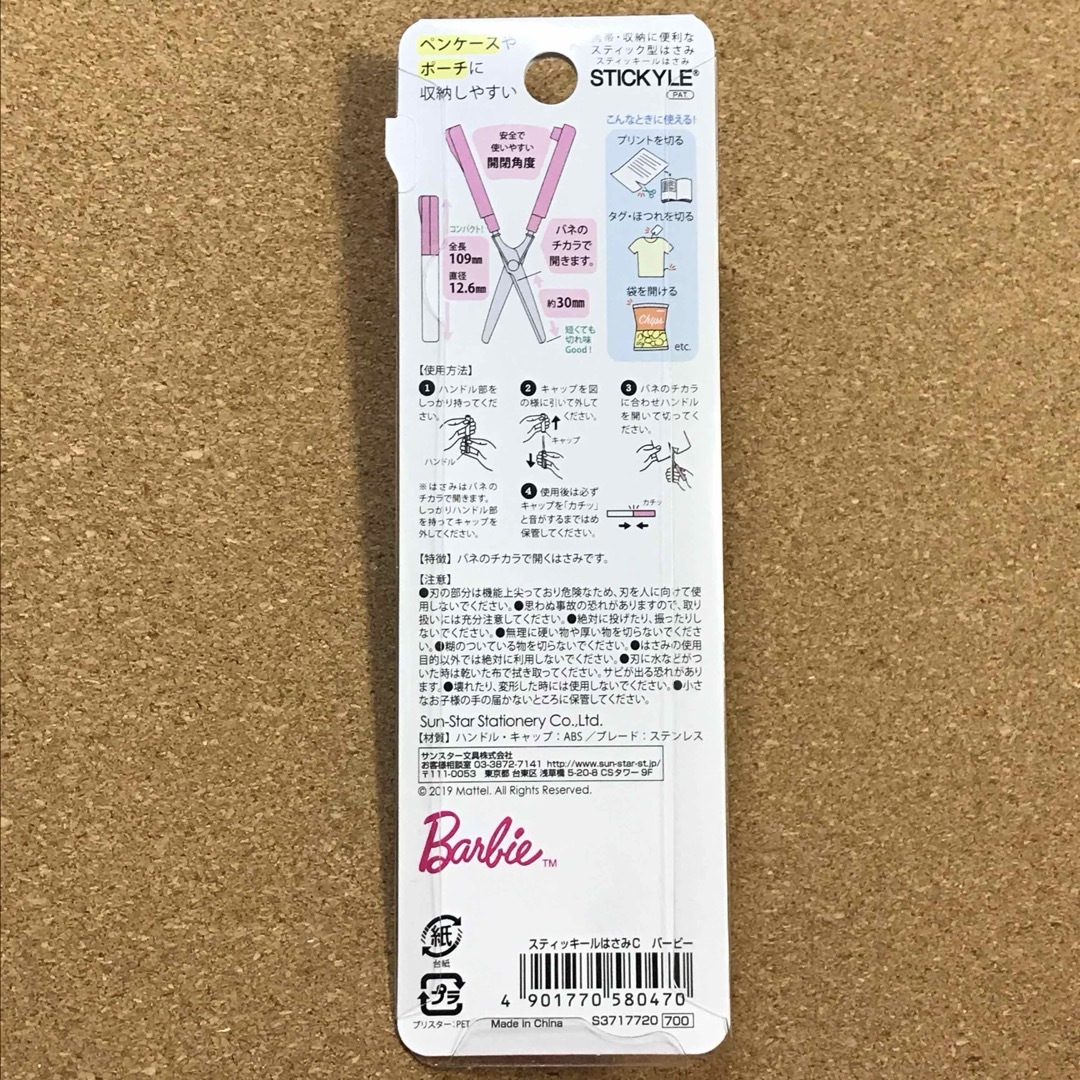 ペンケースや
ポーチに
収納しやすい
携帯・収納に便利な
スティック型はさみ
スティッキールはさみ
STICKYLE®
PAT
安全で
使いやすい
開閉角度
コンパクト!
全長
109mm
直径
12.6mm
バネの
チカラで
開きます。
約30mm
短くても
切れ味
Good!
こんなときに使える!
プリントを切る
タグ・ほつれを切る
袋を開ける
Chips
etc.
【使用方法】
1 ハンドル部を
しっかり持ってくだ
さい。
ハンドル
※はさみはバネの
チカラで開きます。
しっかりハンドル部
を持ってキャップを
外してください。
2 キャップを図
の様に引いて外して
ください。
キャップ
3 バネのチカラ
に合わせハンドル
を開いて切ってく
ださい。
4 使用後は必ず
キャップを「カチッ」
と音がするまではめ
保管してください。
カチッ
【特徴】バネのチカラで開くはさみです。
【注意】
●刃の部分は機能上尖っており危険なため、刃を人に向けて使
用しないでください。●思わぬ事故の恐れがありますので、取り
扱いには充分注意してください。●絶対に投げたり、振ったりし
ないでください。●無理に硬い物や厚い物を切らないでくださ
い。●糊のついている物を切らないでください。●はさみの使用
目的以外では絶対に利用しないでください。●刃に水などがつ
いた時は乾いた布で拭き取ってください。サビが出る恐れがあり
ます。●壊れたり、変形した時には使用しないでください。●小さ
なお子様の手の届かないところに保管してください。
Sun-Star Stationery Co.,Ltd.
【材質】ハンドル・キャップ：ABS／ブレード：ステンレス
サンスター文具株式会社
お客様相談室 03-3872-7141 http://www.sun-star-st.jp/
〒111-0053 東京都 台東区 浅草橋 5-20-8 CSタワー 9F
© 2019 Mattel. All Rights Reserved.
Barbie TM
紙
台紙
プラ
ブリスター：PET
スティッキールはさみC バービー
4 901770 580470
Made in China S3717720 700